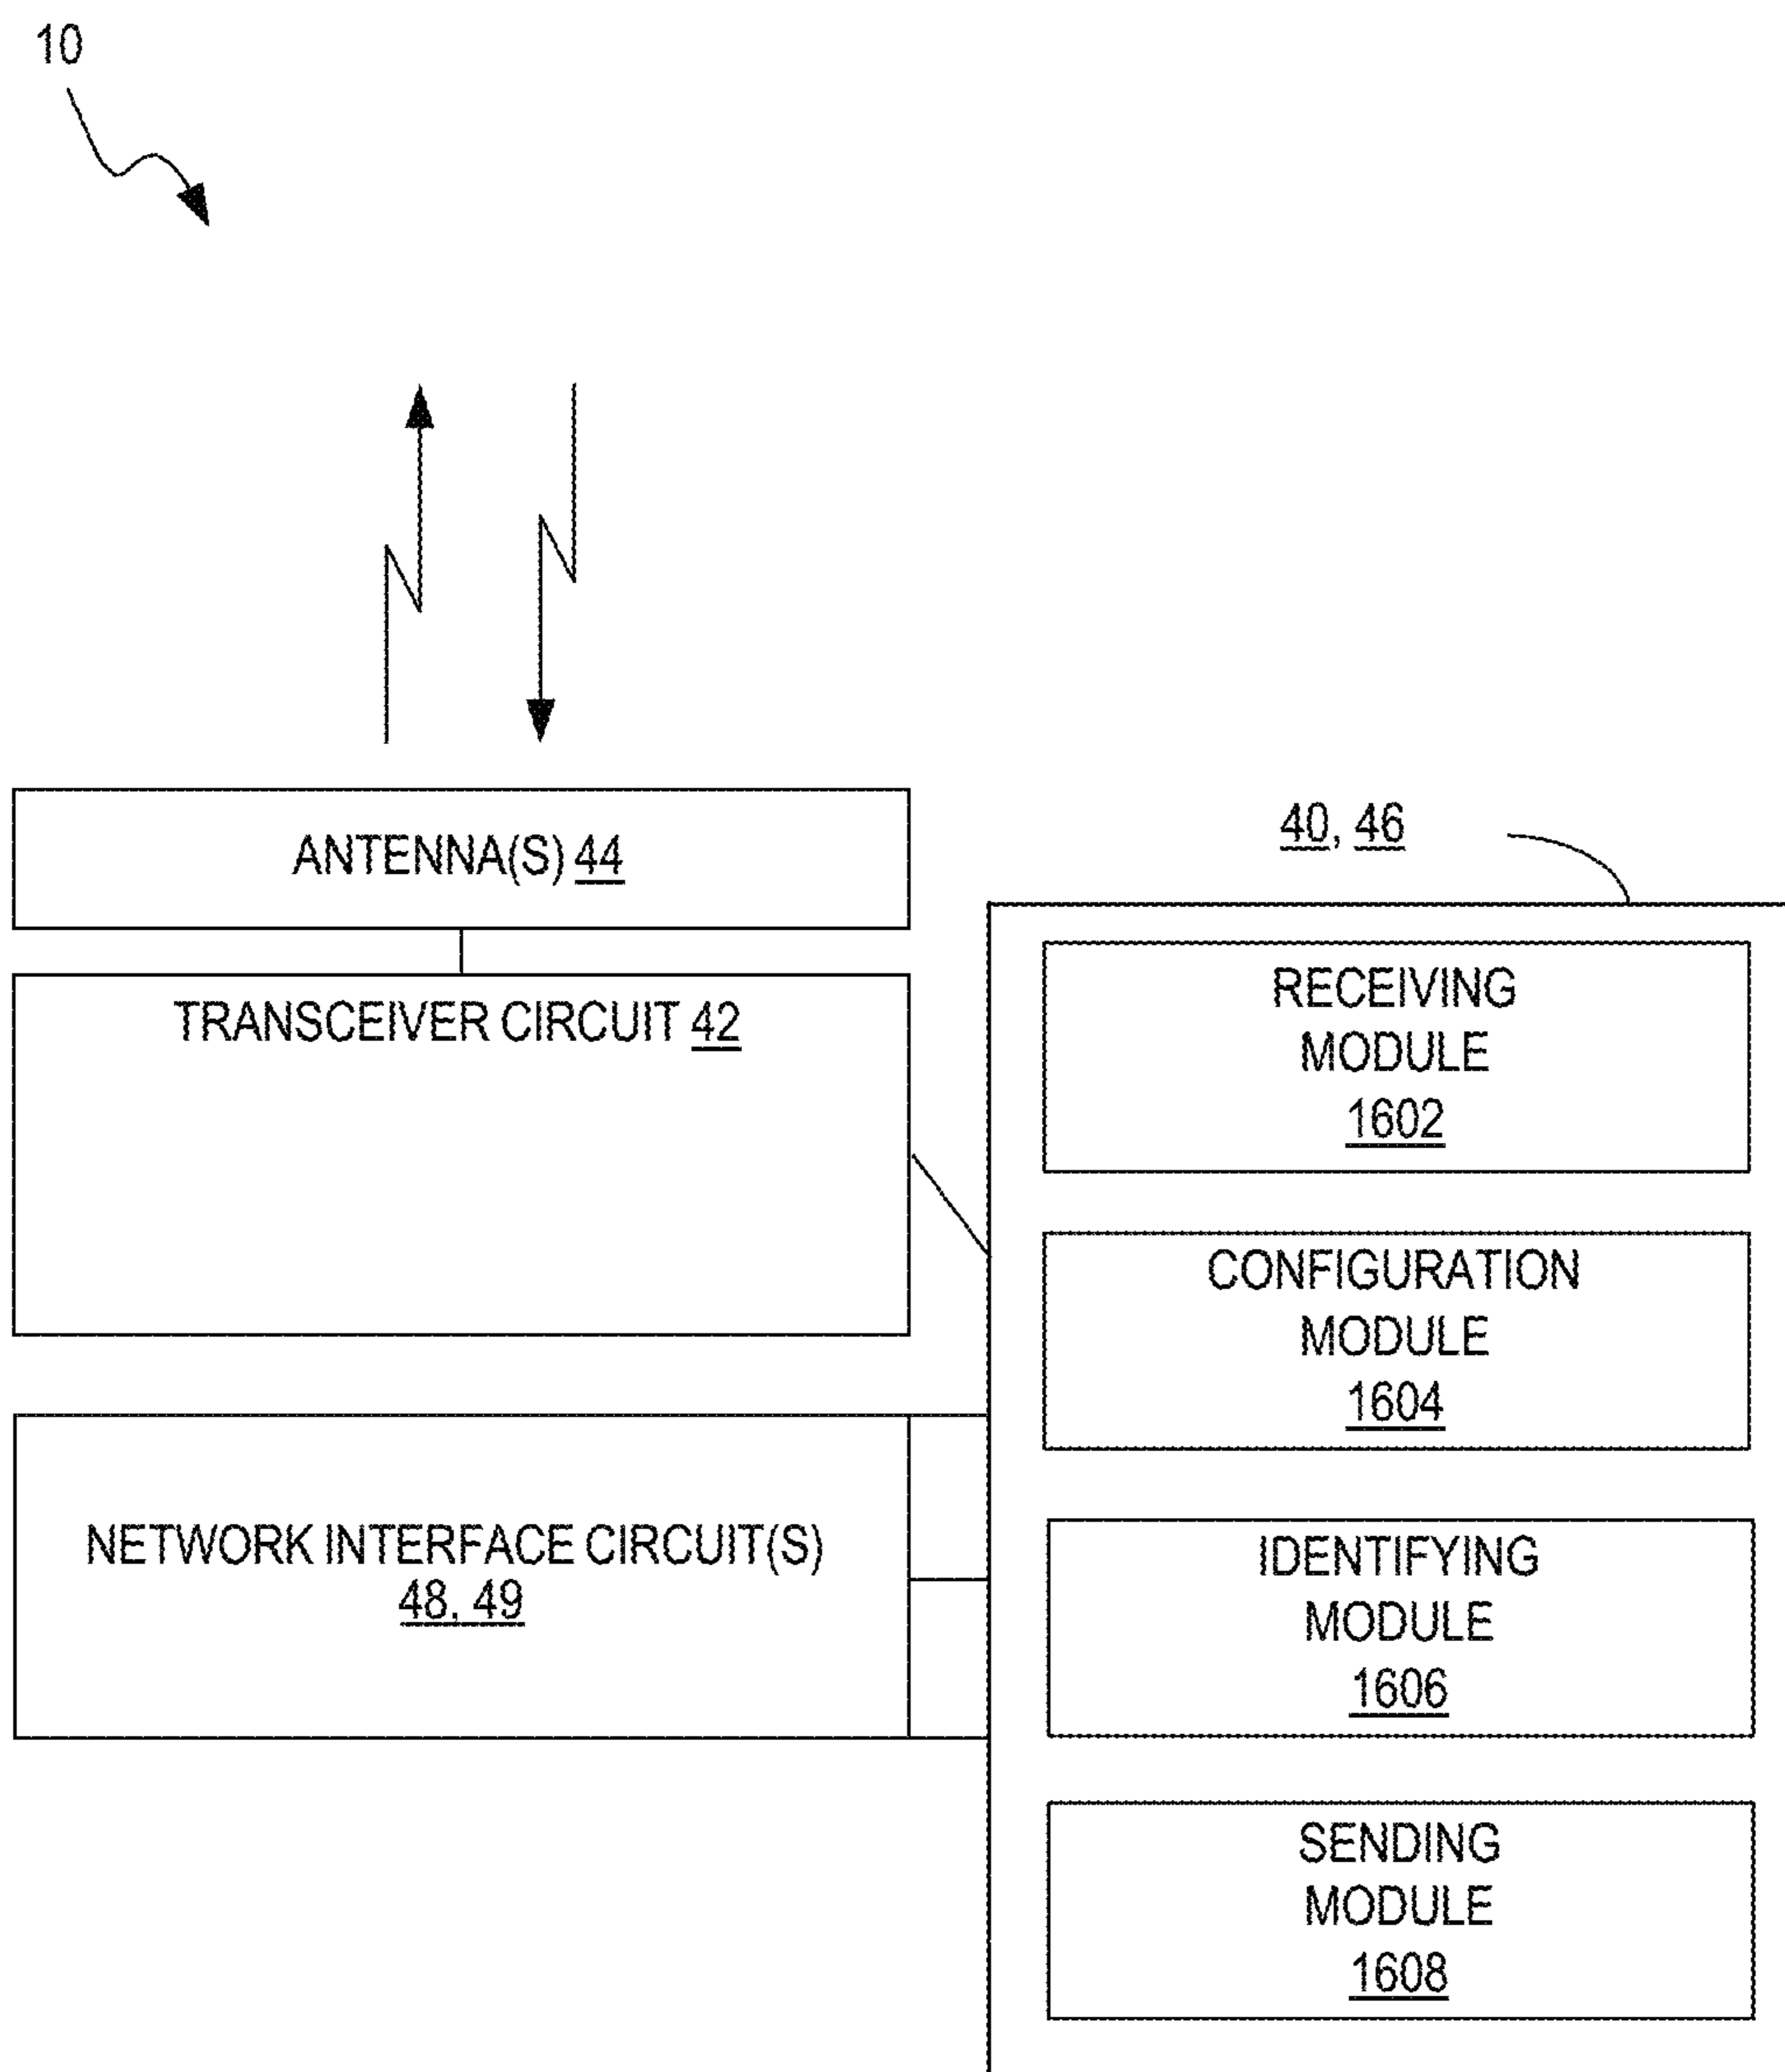 10
ANTENNA(S) 44
TRANSCEIVER CIRCUIT 42
NETWORK INTERFACE CIRCUIT(S)
48, 49
40, 46
RECEIVING
MODULE
1602
CONFIGURATION
MODULE
1604
IDENTIFYING
MODULE
1606
SENDING
MODULE
1608